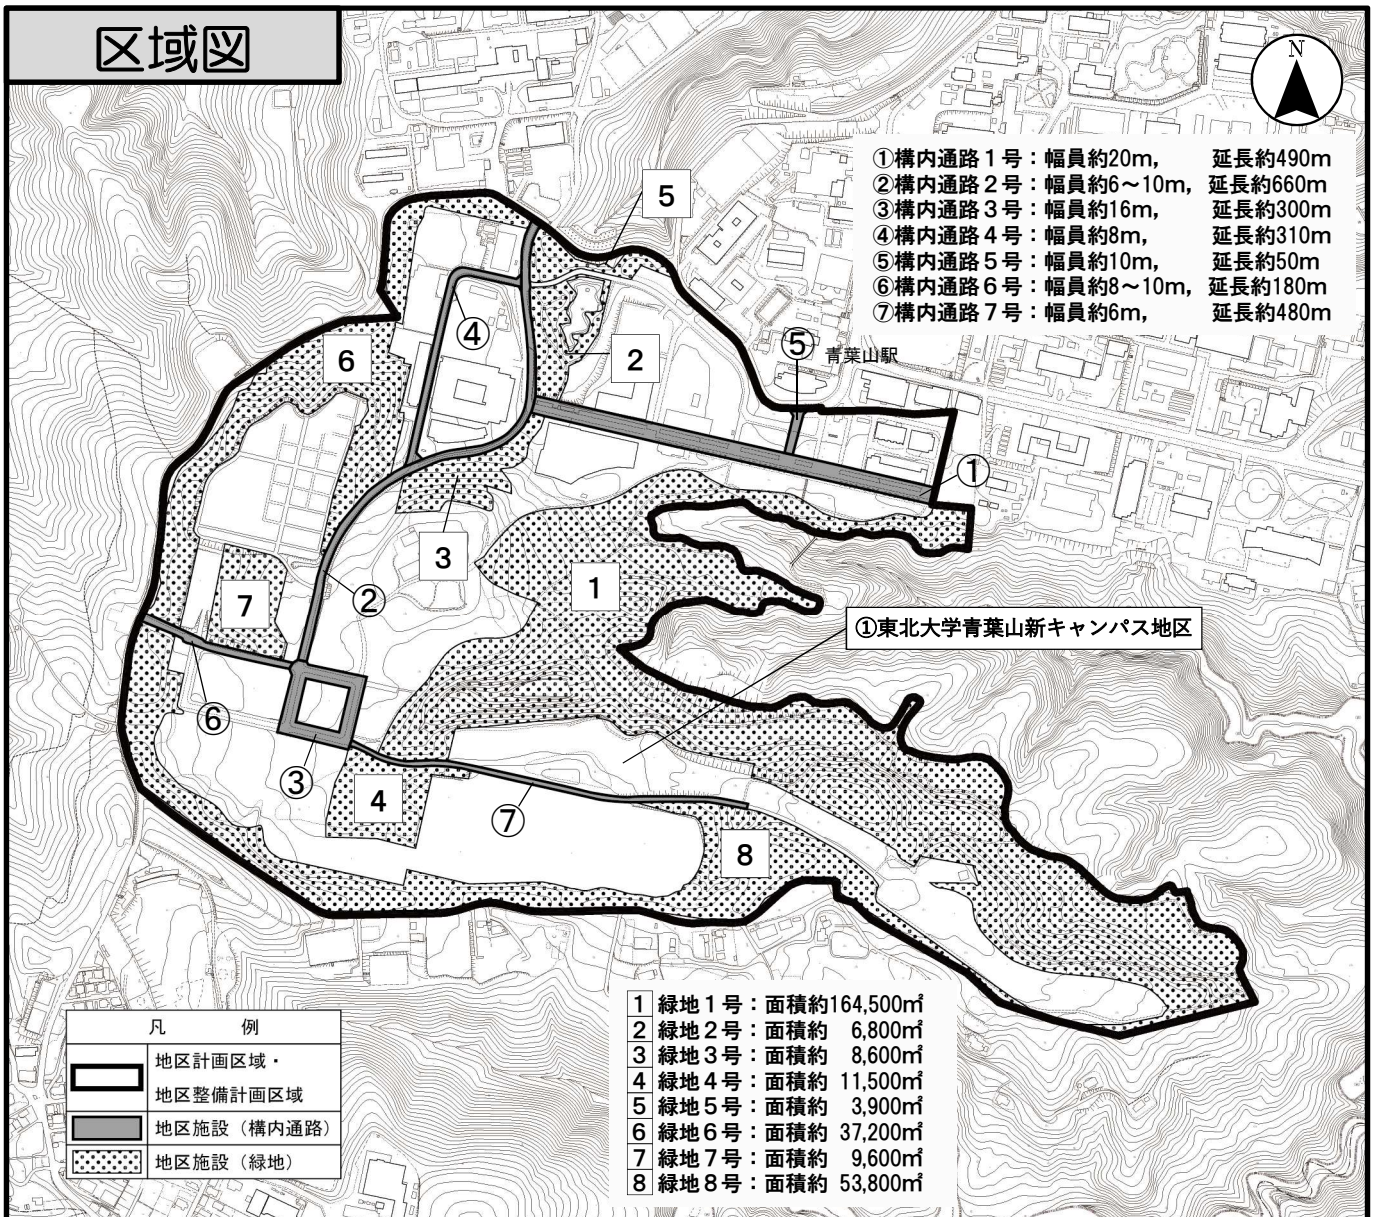 区域図
N
①構内通路1号：幅員約20m, 延長約490m
②構内通路2号：幅員約6～10m, 延長約660m
③構内通路3号：幅員約16m, 延長約300m
④構内通路4号：幅員約8m, 延長約310m
⑤構内通路5号：幅員約10m, 延長約50m
⑥構内通路6号：幅員約8～10m, 延長約180m
⑦構内通路7号：幅員約6m, 延長約480m
5
④
6
2
⑤
青葉山駅
①
3
1
7
②
①東北大学青葉山新キャンパス地区
⑥
③
4
⑦
8
1 緑地1号：面積約164,500㎡
2 緑地2号：面積約 6,800㎡
3 緑地3号：面積約 8,600㎡
4 緑地4号：面積約 11,500㎡
5 緑地5号：面積約 3,900㎡
6 緑地6号：面積約 37,200㎡
7 緑地7号：面積約 9,600㎡
8 緑地8号：面積約 53,800㎡
凡 例
地区計画区域・
地区整備計画区域
地区施設（構内通路）
地区施設（緑地）